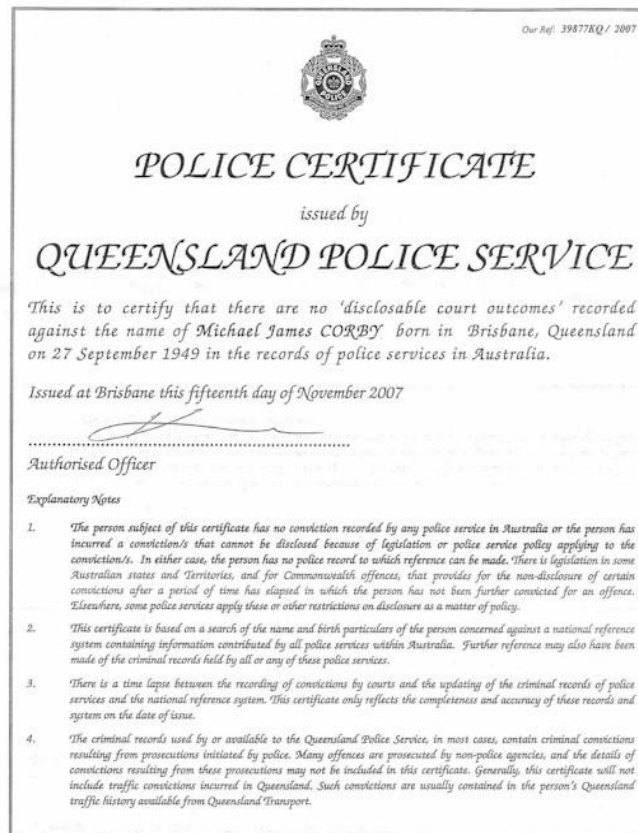 Our Ref: 39877KQ / 2007
QUEENSLAND
POLICE
POLICE CERTIFICATE
issued by
QUEENSLAND POLICE SERVICE
This is to certify that there are no 'disclosable court outcomes' recorded
against the name of Michael James CORBY born in Brisbane, Queensland
on 27 September 1949 in the records of police services in Australia.
Issued at Brisbane this fifteenth day of November 2007
Authorised Officer
Explanatory Notes
1. The person subject of this certificate has no conviction recorded by any police service in Australia or the person has
incurred a conviction/s that cannot be disclosed because of legislation or police service policy applying to the
conviction/s. In either case, the person has no police record to which reference can be made. There is legislation in some
Australian states and Territories, and for Commonwealth offences, that provides for the non-disclosure of certain
convictions after a period of time has elapsed in which the person has not been further convicted for an offence.
Elsewhere, some police services apply these or other restrictions on disclosure as a matter of policy.
2. This certificate is based on a search of the name and birth particulars of the person concerned against a national reference
system containing information contributed by all police services within Australia. Further reference may also have been
made of the criminal records held by all or any of these police services.
3. There is a time lapse between the recording of convictions by courts and the updating of the criminal records of police
services and the national reference system. This certificate only reflects the completeness and accuracy of these records and
system on the date of issue.
4. The criminal records used by or available to the Queensland Police Service, in most cases, contain criminal convictions
resulting from prosecutions initiated by police. Many offences are prosecuted by non-police agencies, and the details of
convictions resulting from these prosecutions may not be included in this certificate. Generally, this certificate will not
include traffic convictions incurred in Queensland. Such convictions are usually contained in the person's Queensland
traffic history available from Queensland Transport.